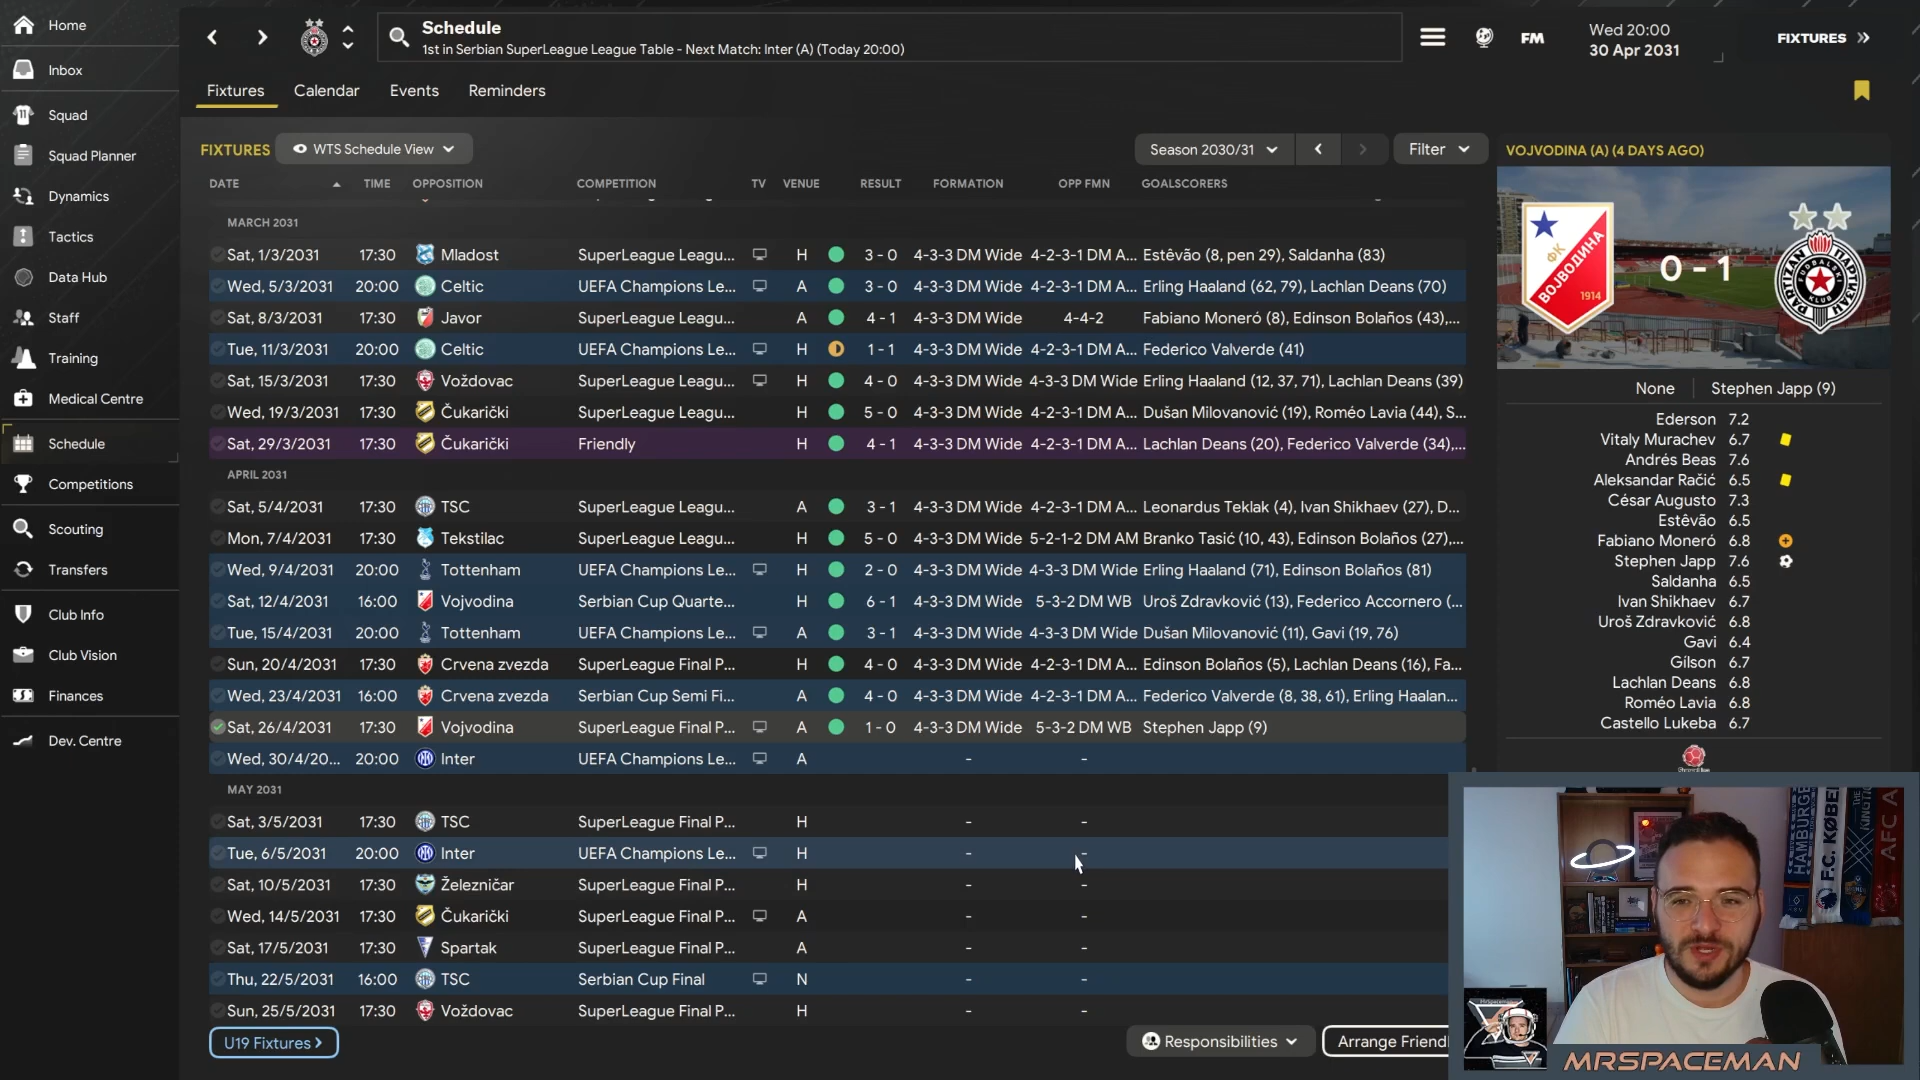 Home
Inbox
Squad
Squad Planner
Dynamics
Tactics
Data Hub
Staff
Training
Medical Centre
Schedule
Competitions
Scouting
Transfers
Club Info
Club Vision
Finances
Dev. Centre
Schedule
1st in Serbian SuperLeague League Table - Next Match: Inter (A) (Today 20:00)
FM
Wed 20:00
30 Apr 2031
FIXTURES
Fixtures Calendar Events Reminders
FIXTURES WTS Schedule View Season 2030/31 Filter
DATE TIME OPPOSITION COMPETITION TV VENUE RESULT FORMATION OPP FMN GOALSCORERS
MARCH 2031
Sat, 1/3/2031 17:30 Mladost SuperLeague Leagu... H 3 - 0 4-3-3 DM Wide 4-2-3-1 DM A... Estêvão (8, pen 29), Saldanha (83)
Wed, 5/3/2031 20:00 Celtic UEFA Champions Le... A 3 - 0 4-3-3 DM Wide 4-2-3-1 DM A... Erling Haaland (62, 79), Lachlan Deans (70)
Sat, 8/3/2031 17:30 Javor SuperLeague Leagu... A 4 - 1 4-3-3 DM Wide 4-4-2 Fabiano Moneró (8), Edinson Bolaños (43),...
Tue, 11/3/2031 20:00 Celtic UEFA Champions Le... H 1 - 1 4-3-3 DM Wide 4-2-3-1 DM A... Federico Valverde (41)
Sat, 15/3/2031 17:30 Voždovac SuperLeague Leagu... H 4 - 0 4-3-3 DM Wide 4-3-3 DM Wide Erling Haaland (12, 37, 71), Lachlan Deans (39)
Wed, 19/3/2031 17:30 Čukarički SuperLeague Leagu... H 5 - 0 4-3-3 DM Wide 4-2-3-1 DM A... Dušan Milovanović (19), Roméo Lavia (44), S...
Sat, 29/3/2031 17:30 Čukarički Friendly H 4 - 1 4-3-3 DM Wide 4-2-3-1 DM A... Lachlan Deans (20), Federico Valverde (34),...
APRIL 2031
Sat, 5/4/2031 17:30 TSC SuperLeague Leagu... A 3 - 1 4-3-3 DM Wide 4-2-3-1 DM A... Leonardus Teklak (4), Ivan Shikhaev (27), D...
Mon, 7/4/2031 17:30 Tekstilac SuperLeague Leagu... H 5 - 0 4-3-3 DM Wide 5-2-1-2 DM AM Branko Tasić (10, 43), Edinson Bolaños (27),...
Wed, 9/4/2031 20:00 Tottenham UEFA Champions Le... H 2 - 0 4-3-3 DM Wide 4-3-3 DM Wide Erling Haaland (71), Edinson Bolaños (81)
Sat, 12/4/2031 16:00 Vojvodina Serbian Cup Quarte... H 6 - 1 4-3-3 DM Wide 5-3-2 DM WB Uroš Zdravković (13), Federico Accornero (...
Tue, 15/4/2031 20:00 Tottenham UEFA Champions Le... A 3 - 1 4-3-3 DM Wide 4-3-3 DM Wide Dušan Milovanović (11), Gavi (19, 76)
Sun, 20/4/2031 17:30 Crvena zvezda SuperLeague Final P... H 4 - 0 4-3-3 DM Wide 4-2-3-1 DM A... Edinson Bolaños (5), Lachlan Deans (16), Fa...
Wed, 23/4/2031 16:00 Crvena zvezda Serbian Cup Semi Fi... A 4 - 0 4-3-3 DM Wide 4-2-3-1 DM A... Federico Valverde (8, 38, 61), Erling Haalan...
Sat, 26/4/2031 17:30 Vojvodina SuperLeague Final P... A 1 - 0 4-3-3 DM Wide 5-3-2 DM WB Stephen Japp (9)
Wed, 30/4/20... 20:00 Inter UEFA Champions Le... A - -
MAY 2031
Sat, 3/5/2031 17:30 TSC SuperLeague Final P... H - -
Tue, 6/5/2031 20:00 Inter UEFA Champions Le... H - -
Sat, 10/5/2031 17:30 Železničar SuperLeague Final P... H - -
Wed, 14/5/2031 17:30 Čukarički SuperLeague Final P... A - -
Sat, 17/5/2031 17:30 Spartak SuperLeague Final P... A - -
Thu, 22/5/2031 16:00 TSC Serbian Cup Final N - -
Sun, 25/5/2031 17:30 Voždovac SuperLeague Final P... H - -
U19 Fixtures
Responsibilities
Arrange Friendl
VOJVODINA (A) (4 DAYS AGO)
ФК
ВОЈВОДИНА
1914
0 - 1
None Stephen Japp (9)
Ederson 7.2
Vitaly Murachev 6.7
Andrés Beas 7.6
Aleksandar Račić 6.5
César Augusto 7.3
Estêvão 6.5
Fabiano Moneró 6.8
Stephen Japp 7.6
Saldanha 6.5
Ivan Shikhaev 6.7
Uroš Zdravković 6.8
Gavi 6.4
Gílson 6.7
Lachlan Deans 6.8
Roméo Lavia 6.8
Castello Lukeba 6.7
HAMBURGER
F.C. KØBE
AFC A
MRSPACEMAN